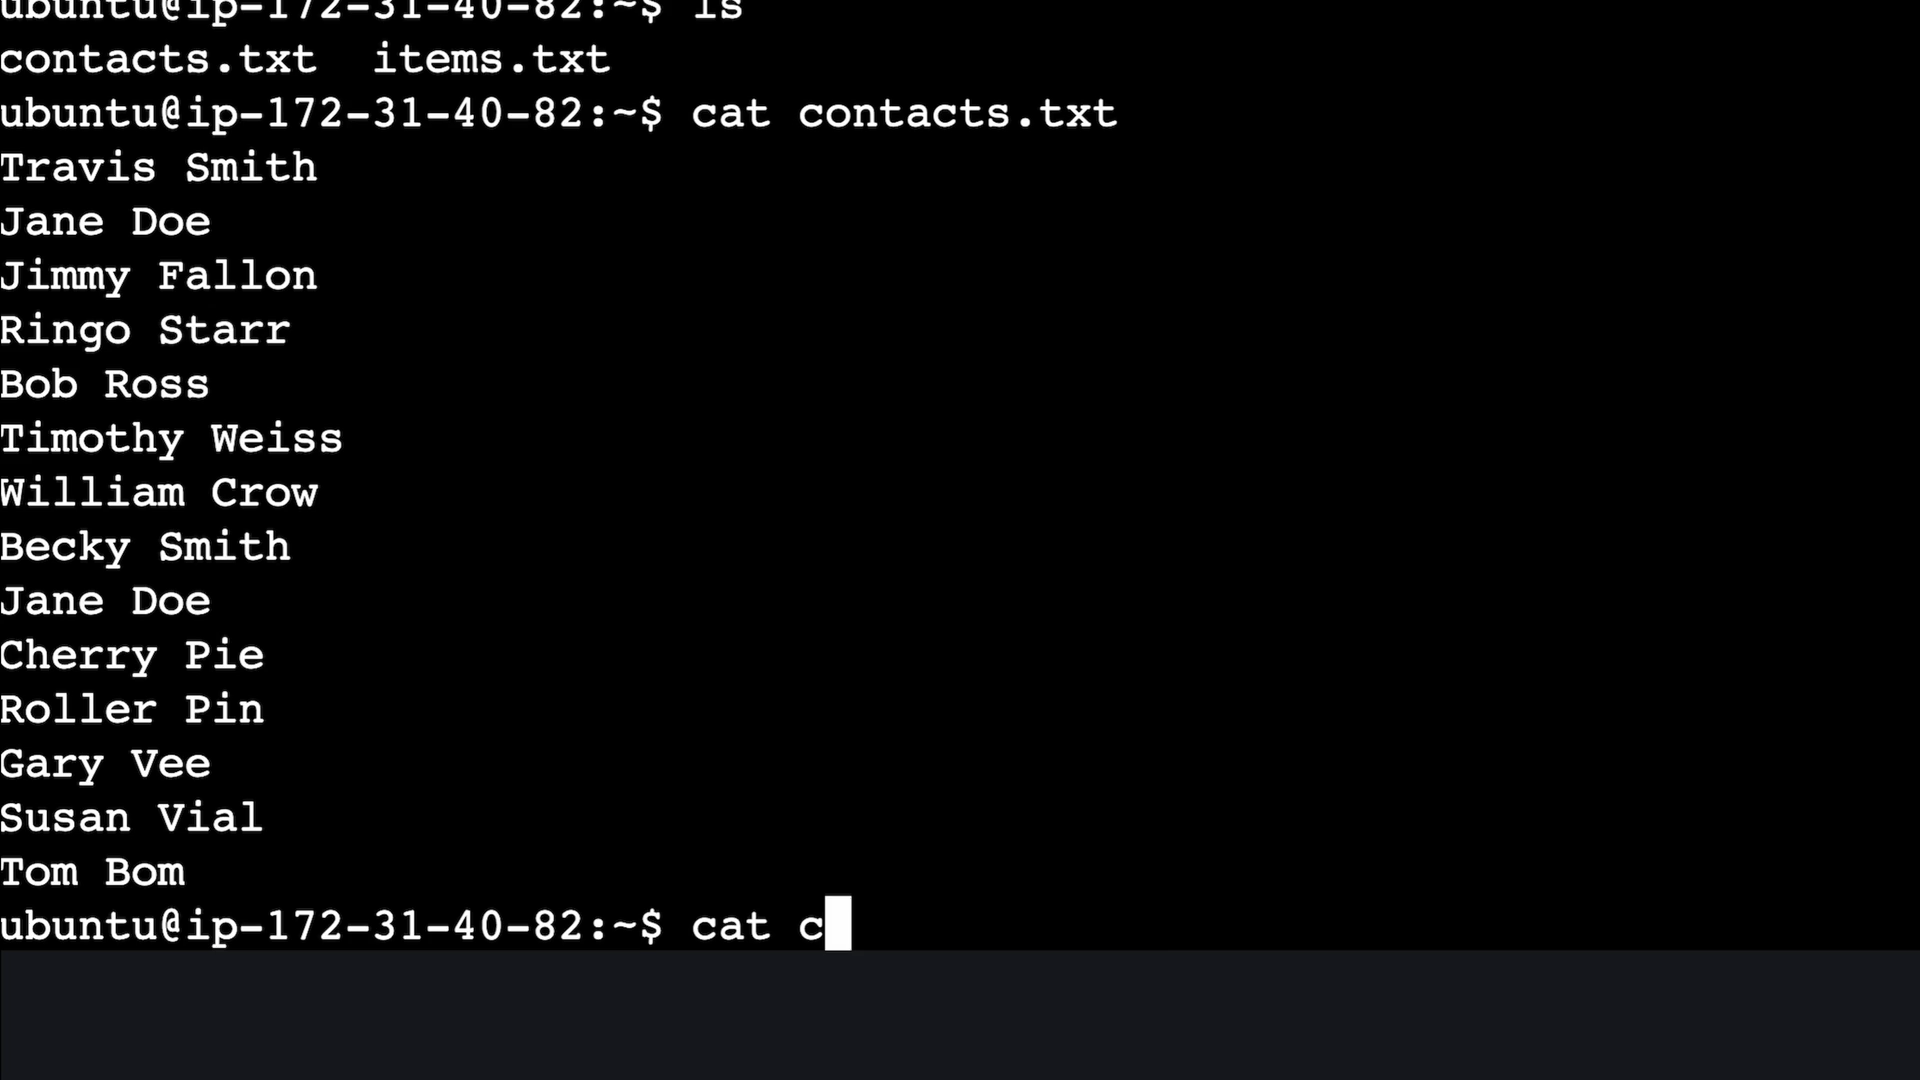 ubuntu@ip-172-31-40-82:~$ ls
contacts.txt  items.txt
ubuntu@ip-172-31-40-82:~$ cat contacts.txt
Travis Smith
Jane Doe
Jimmy Fallon
Ringo Starr
Bob Ross
Timothy Weiss
William Crow
Becky Smith
Jane Doe
Cherry Pie
Roller Pin
Gary Vee
Susan Vial
Tom Bom
ubuntu@ip-172-31-40-82:~$ cat c